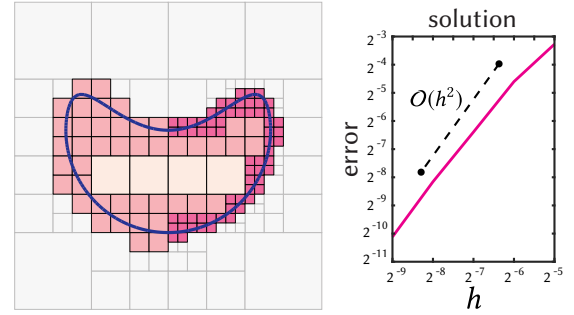 solution
error
2⁻³
2⁻⁴
2⁻⁵
2⁻⁶
2⁻⁷
2⁻⁸
2⁻⁹
2⁻¹⁰
2⁻¹¹
O(h²)
2⁻⁹ 2⁻⁸ 2⁻⁷ 2⁻⁶ 2⁻⁵
h